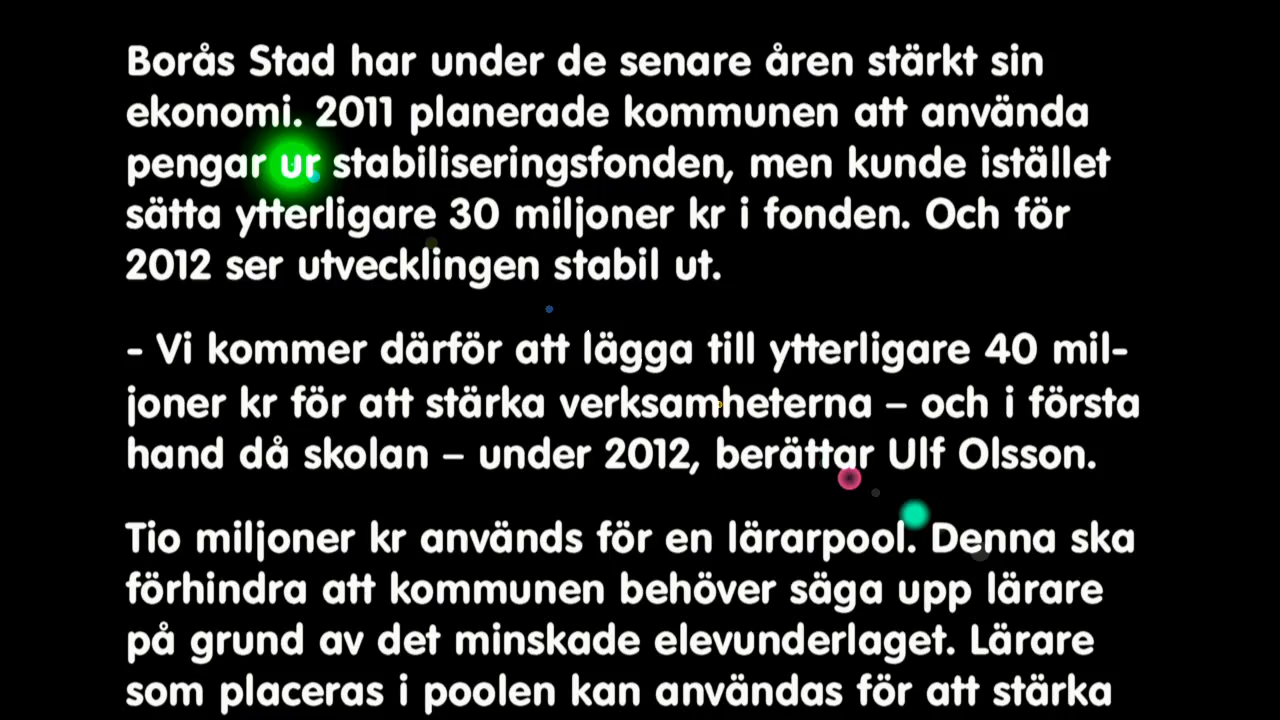 Borås Stad har under de senare åren stärkt sin
ekonomi. 2011 planerade kommunen att använda
pengar ur stabiliseringsfonden, men kunde istället
sätta ytterligare 30 miljoner kr i fonden. Och för
2012 ser utvecklingen stabil ut.
- Vi kommer därför att lägga till ytterligare 40 mil-
joner kr för att stärka verksamheterna – och i första
hand då skolan – under 2012, berättar Ulf Olsson.
Tio miljoner kr används för en lärarpool. Denna ska
förhindra att kommunen behöver säga upp lärare
på grund av det minskade elevunderlaget. Lärare
som placeras i poolen kan användas för att stärka